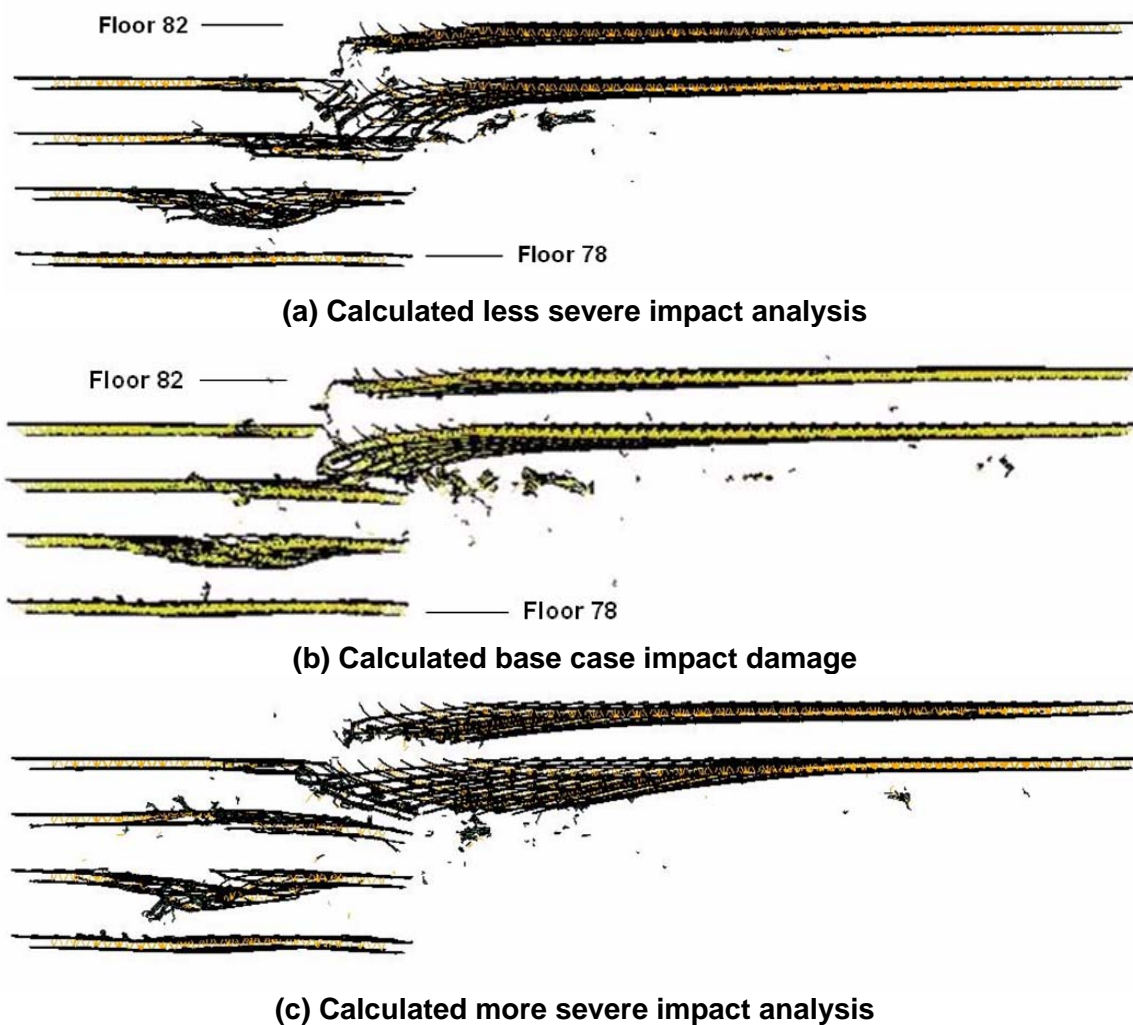 Floor 82
Floor 78
(a) Calculated less severe impact analysis
Floor 82
Floor 78
(b) Calculated base case impact damage
(c) Calculated more severe impact analysis